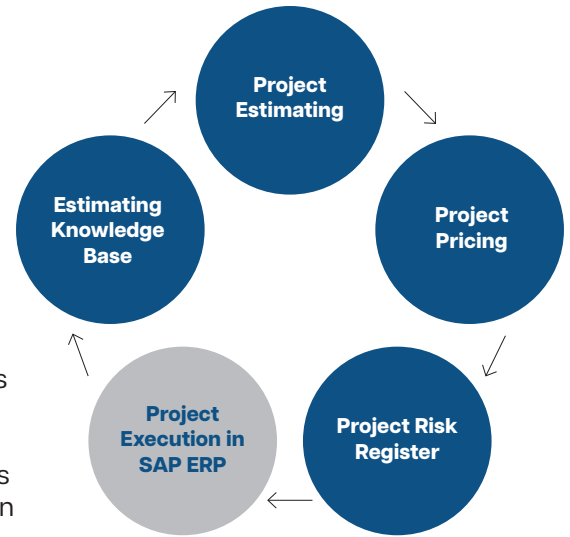 Project
Estimating
Project
Pricing
Project Risk
Register
Project
Execution in
SAP ERP
Estimating
Knowledge
Base